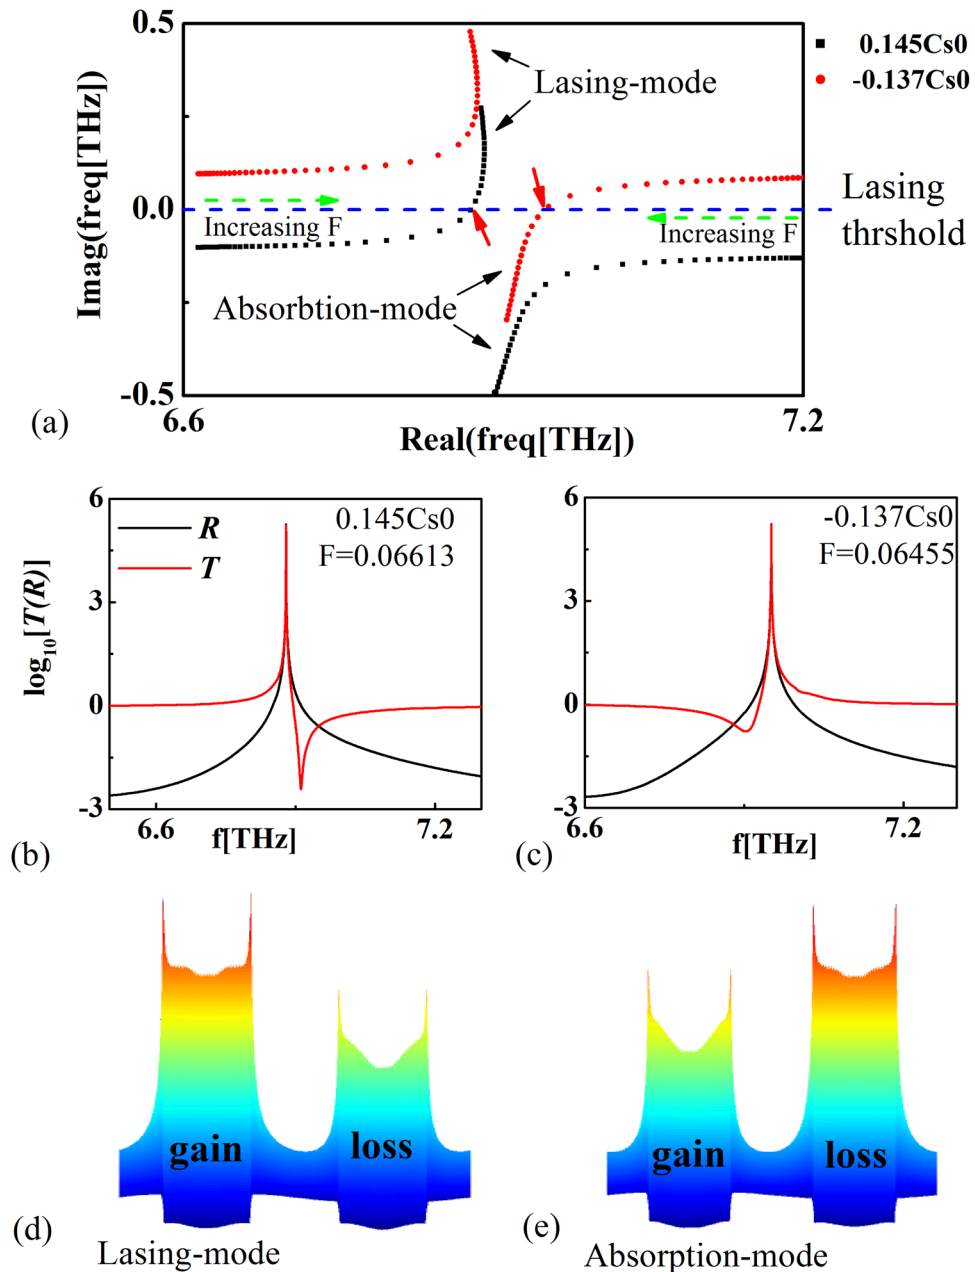 0.5
0.145Cs0
-0.137Cs0
Lasing-mode
Imag(freq[THz])
0.0
Increasing F
Increasing F
Lasing
thrshold
Absorbtion-mode
-0.5
(a)
6.6
Real(freq[THz])
7.2
6
R
T
0.145Cs0
F=0.06613
log10[T(R)]
3
0
-3
6.6
7.2
(b)
f[THz]
6
-0.137Cs0
F=0.06455
3
0
-3
6.6
7.2
(c)
f[THz]
gain
loss
(d)
Lasing-mode
gain
loss
(e)
Absorption-mode